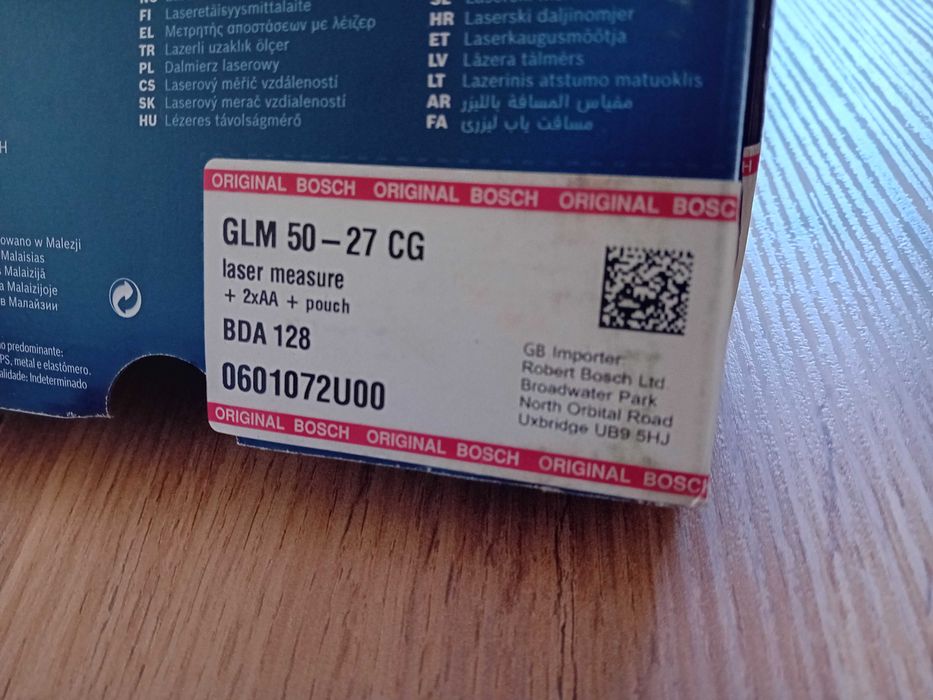 FI Laseretäisyysmittalaite
EL Μετρητής αποστάσεων με λέιζερ
TR Lazerli uzaklık ölçer
PL Dalmierz laserowy
CS Laserový měřič vzdáleností
SK Laserový merač vzdialeností
HU Lézeres távolságmérő
HR Laserski daljinomjer
ET Laserkaugusmõõtja
LV Lāzera tālmērs
LT Lazerinis atstumo matuoklis
AR مقياس المسافة بالليزر
FA مسافت یاب لیزری
H
owano w Malezji
Malaisias
Malaizijā
a Malaizijoje
в Малайзии
o predominante:
PS, metal e elastômero.
alidade: Indeterminado
ORIGINAL BOSCH ORIGINAL BOSCH ORIGINAL BOSC
H
GLM 50–27 CG
laser measure
+ 2xAA + pouch
BDA 128
0601072U00
GB Importer
Robert Bosch Ltd.
Broadwater Park
North Orbital Road
Uxbridge UB9 5HJ
ORIGINAL BOSCH ORIGINAL BOSCH ORIGINAL BOSCH